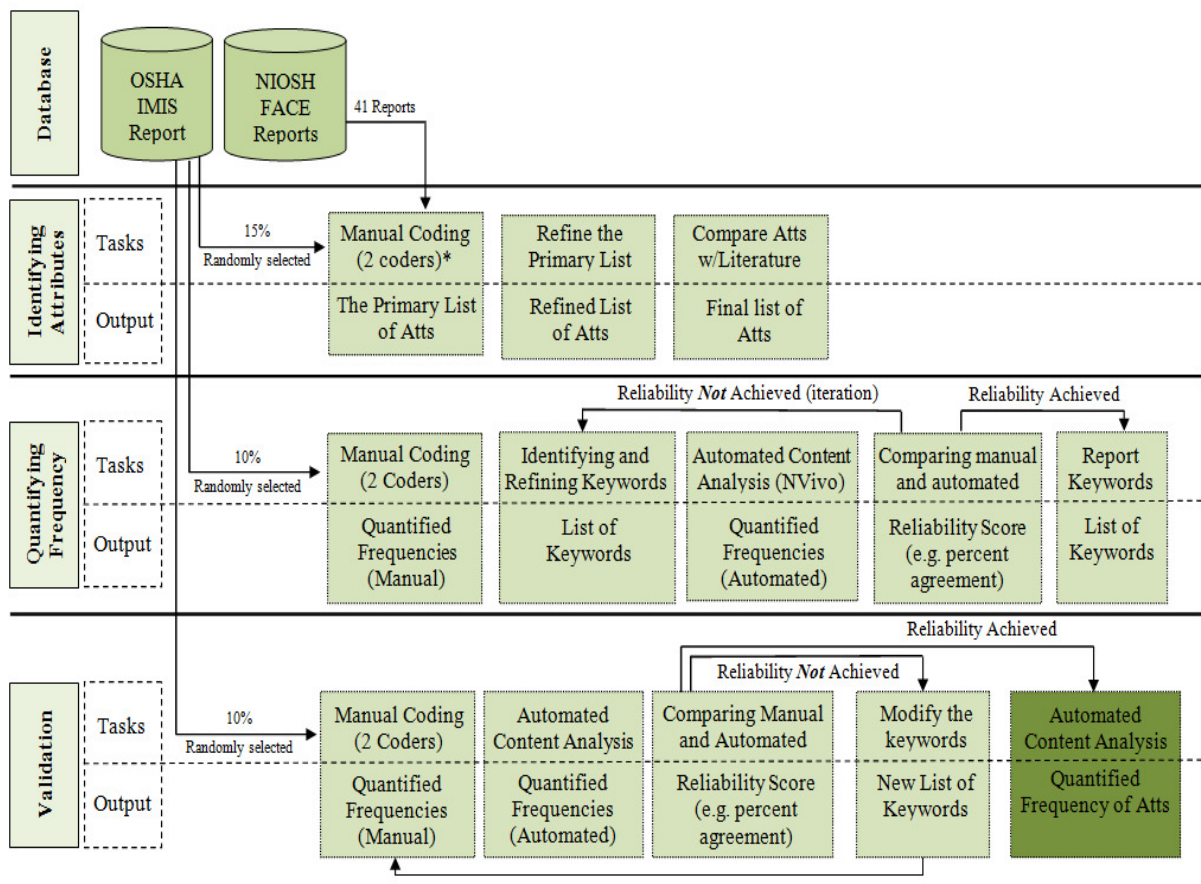 Database
OSHA
IMIS
Report
NIOSH
FACE
Reports
41 Reports
Identifying
Attributes
Tasks
Output
15%
Randomly selected
Manual Coding
(2 coders)*
The Primary List
of Atts
Refine the
Primary List
Refined List
of Atts
Compare Atts
w/Literature
Final list of
Atts
Quantifying
Frequency
Tasks
Output
10%
Randomly selected
Reliability Not Achieved (iteration)
Reliability Achieved
Manual Coding
(2 Coders)
Quantified
Frequencies
(Manual)
Identifying and
Refining Keywords
List of
Keywords
Automated Content
Analysis (NVivo)
Quantified
Frequencies
(Automated)
Comparing manual
and automated
Reliability Score
(e.g. percent
agreement)
Report
Keywords
List of
Keywords
Validation
Tasks
Output
10%
Randomly selected
Reliability Achieved
Reliability Not Achieved
Manual Coding
(2 Coders)
Quantified
Frequencies
(Manual)
Automated
Content Analysis
Quantified
Frequencies
(Automated)
Comparing Manual
and Automated
Reliability Score
(e.g. percent
agreement)
Modify the
keywords
New List of
Keywords
Automated
Content Analysis
Quantified
Frequency of Atts